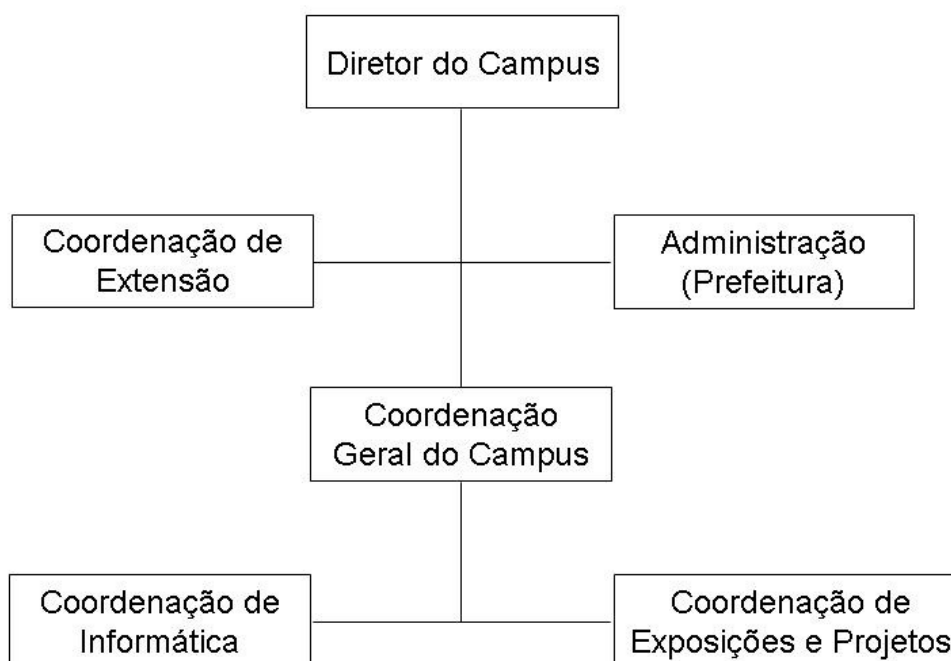 Diretor do Campus
Coordenação de
Extensão
Administração
(Prefeitura)
Coordenação
Geral do Campus
Coordenação de
Informática
Coordenação de
Exposições e Projetos